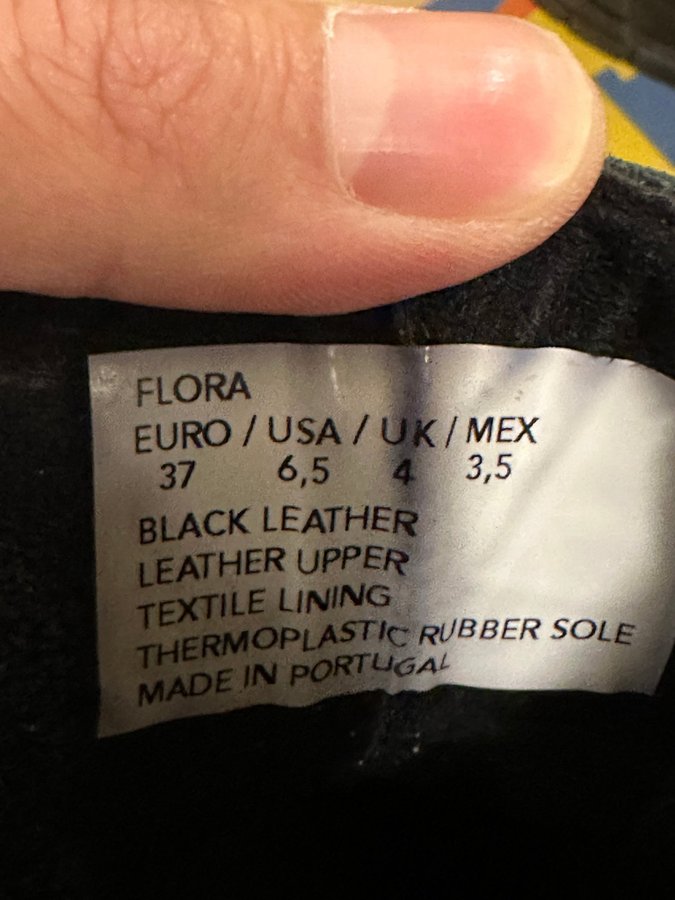 FLORA
EURO / USA / UK / MEX
37 6,5 4 3,5
BLACK LEATHER
LEATHER UPPER
TEXTILE LINING
THERMOPLASTIC RUBBER SOLE
MADE IN PORTUGAL